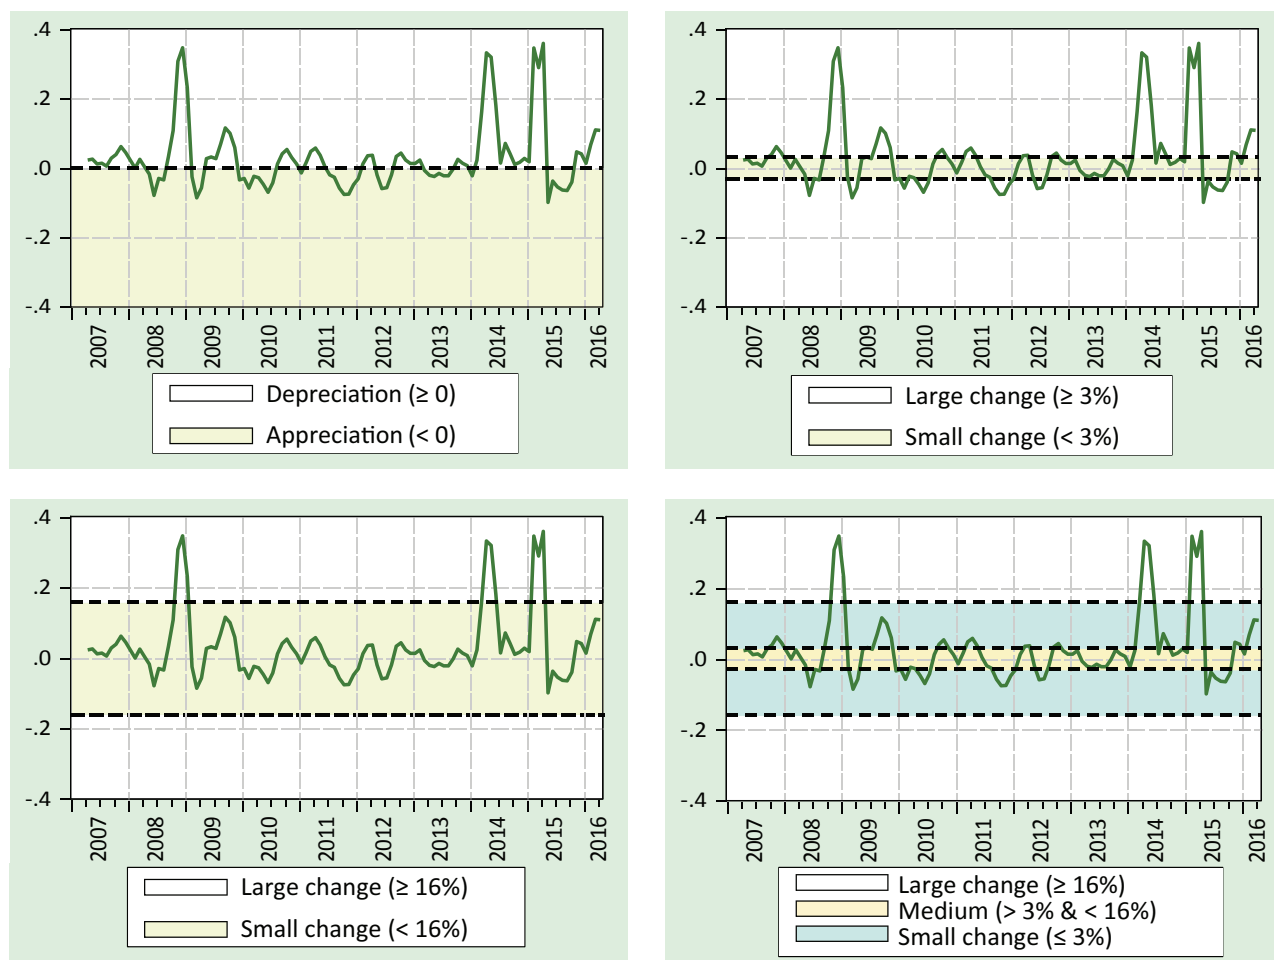 .4
.2
.0
-.2
-.4
2007 2008 2009 2010 2011 2012 2013 2014 2015 2016
Depreciation (≥ 0)
Appreciation (< 0)
.4
.2
.0
-.2
-.4
2007 2008 2009 2010 2011 2012 2013 2014 2015 2016
Large change (≥ 3%)
Small change (< 3%)
.4
.2
.0
-.2
-.4
2007 2008 2009 2010 2011 2012 2013 2014 2015 2016
Large change (≥ 16%)
Small change (< 16%)
.4
.2
.0
-.2
-.4
2007 2008 2009 2010 2011 2012 2013 2014 2015 2016
Large change (≥ 16%)
Medium (> 3% & < 16%)
Small change (≤ 3%)